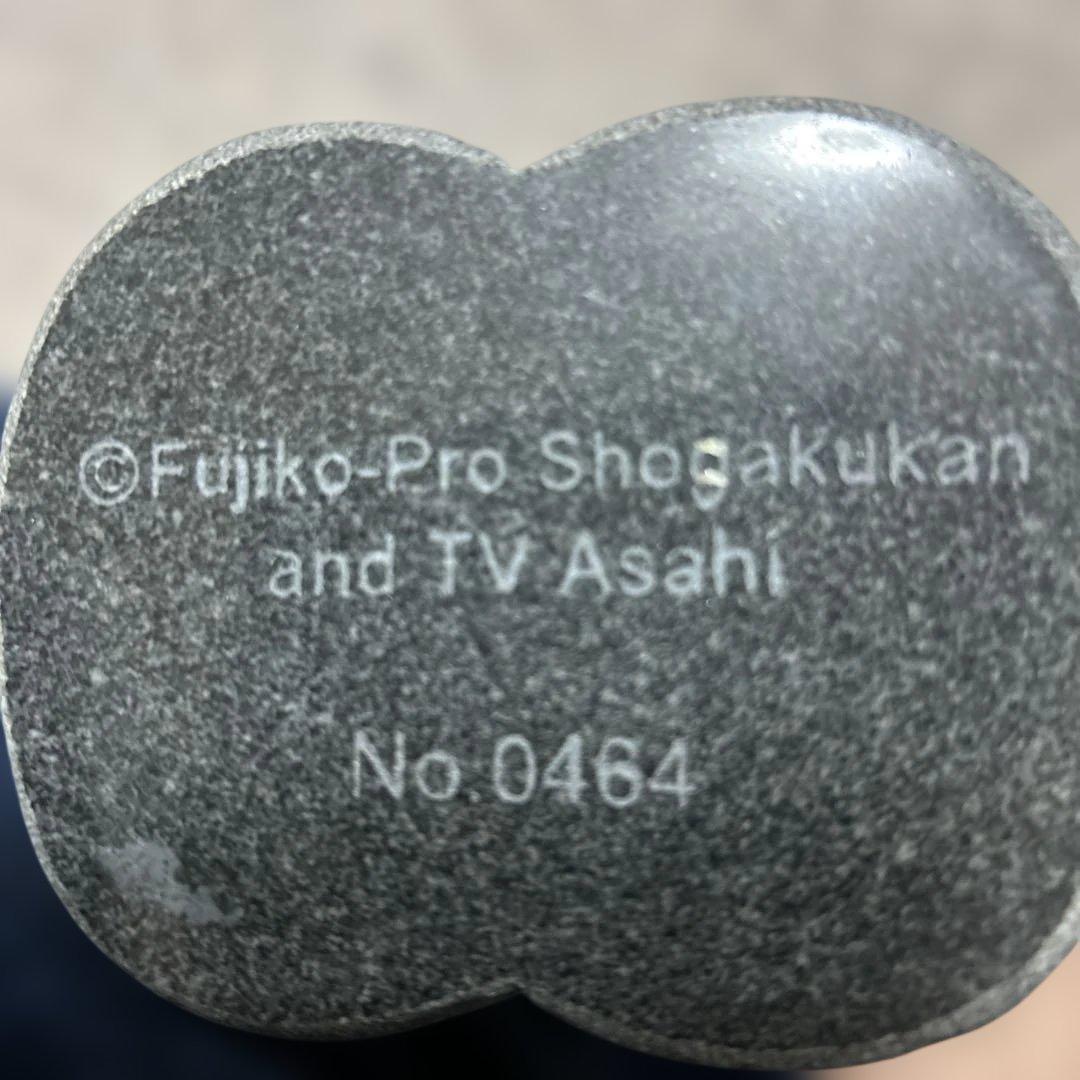 ©Fujiko-Pro Shogakukan
and TV Asahi
No.0464